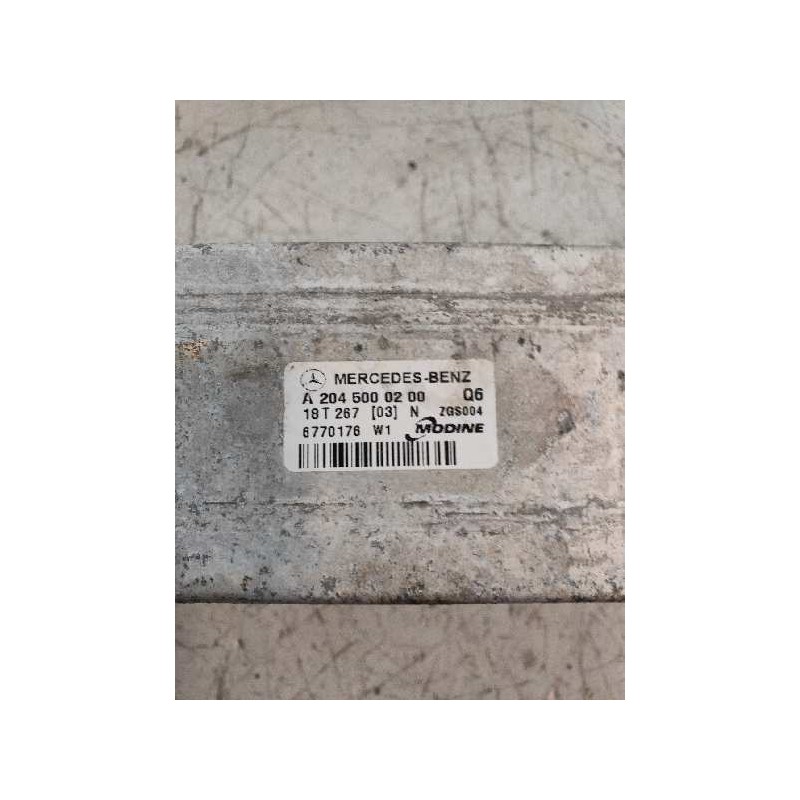 MERCEDES-BENZ
A 204 500 02 00 Q6
18 T 267 [03] N ZGS004
6770176 W1 MODINE